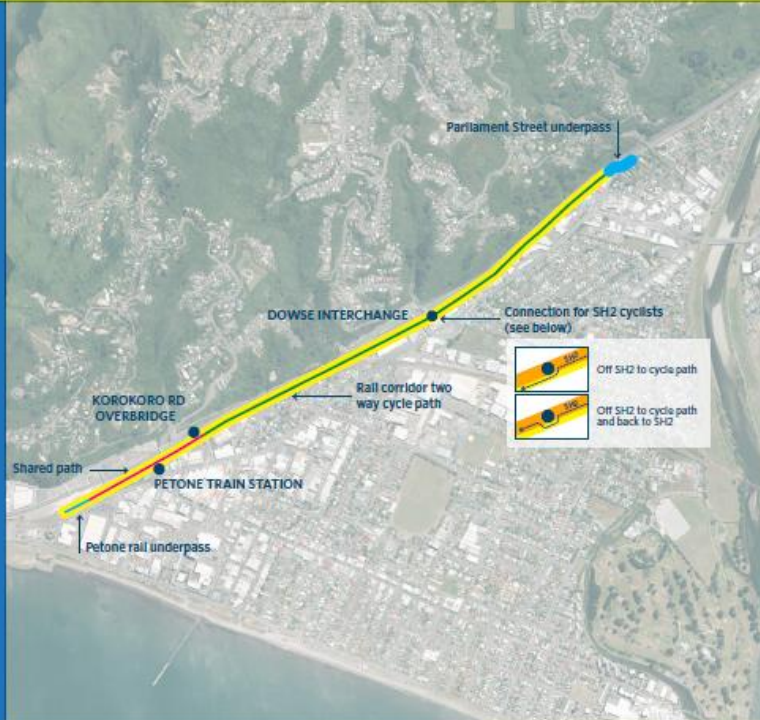 Parliament Street underpass
DOWSE INTERCHANGE
Connection for SH2 cyclists
(see below)
SH2
Off SH2 to cycle path
SH2
Off SH2 to cycle path
and back to SH2
Rail corridor two
way cycle path
KOROKORO RD
OVERBRIDGE
Shared path
PETONE TRAIN STATION
Petone rail underpass